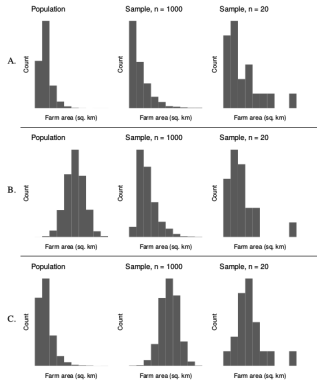 Population Sample, n = 1000 Sample, n = 20
A.
Count Count Count
Farm area (sq. km) Farm area (sq. km) Farm area (sq. km)
Population Sample, n = 1000 Sample, n = 20
B.
Count Count Count
Farm area (sq. km) Farm area (sq. km) Farm area (sq. km)
Population Sample, n = 1000 Sample, n = 20
C.
Count Count Count
Farm area (sq. km) Farm area (sq. km) Farm area (sq. km)